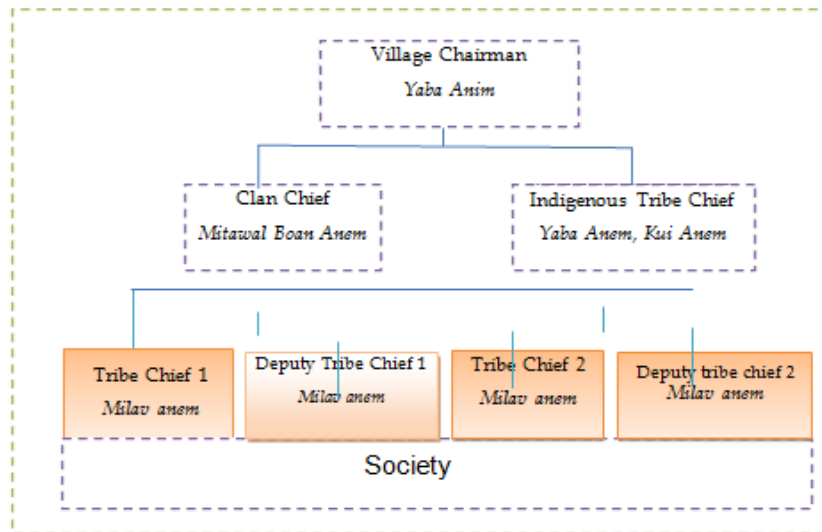 Village Chairman
Yaba Anim
Clan Chief
Mitawal Boan Anem
Indigenous Tribe Chief
Yaba Anem, Kui Anem
Tribe Chief 1
Milav anem
Deputy Tribe Chief 1
Milav anem
Tribe Chief 2
Milav anem
Deputy tribe chief 2
Milav anem
Society